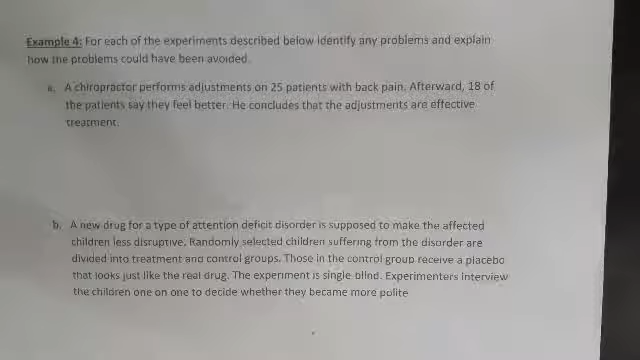 Example 4: For each of the experiments described below identify any problems and explain
how the problems could have been avoided.
a. A chiropractor performs adjustments on 25 patients with back pain. Afterward, 18 of
the patients say they feel better. He concludes that the adjustments are effective
treatment.
b. A new drug for a type of attention deficit disorder is supposed to make the affected
children less disruptive. Randomly selected children suffering from the disorder are
divided into treatment and control groups. Those in the control group receive a placebo
that looks just like the real drug. The experiment is single-blind. Experimenters interview
the children one on one to decide whether they became more polite